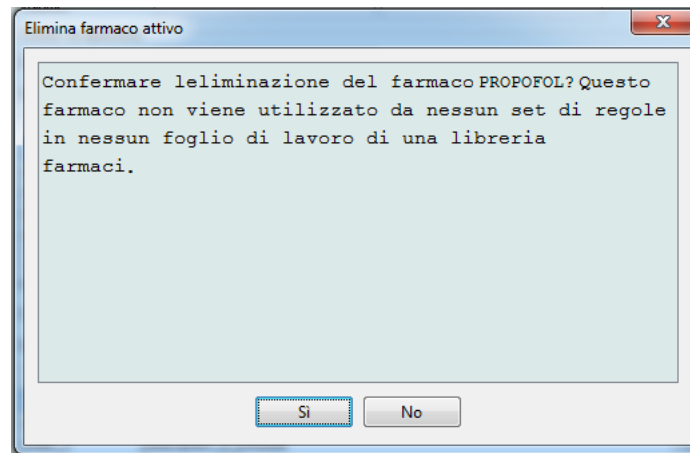 Elimina farmaco attivo
Confermare leliminazione del farmaco PROPOFOL? Questo
farmaco non viene utilizzato da nessun set di regole
in nessun foglio di lavoro di una libreria
farmaci.
Sì No